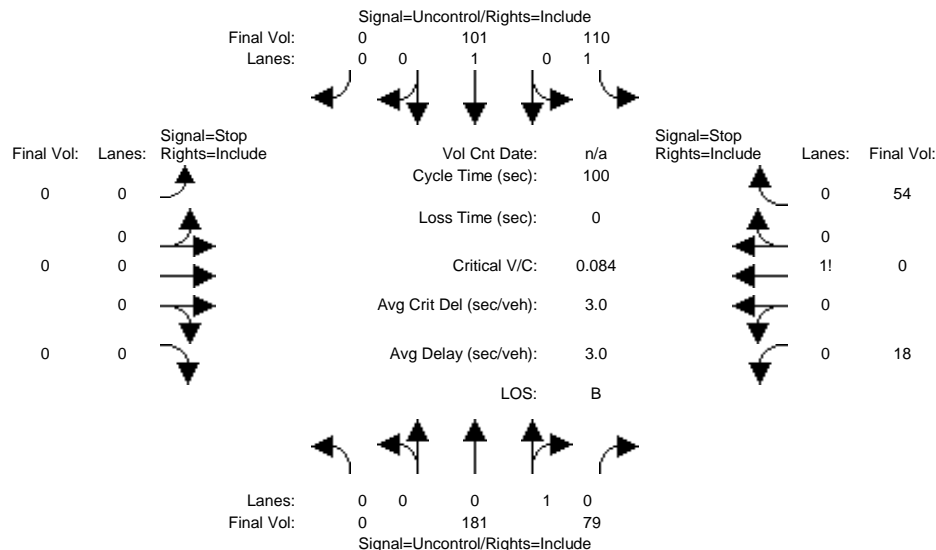 Signal=Uncontrol/Rights=Include
Final Vol: 0 101 110
Lanes: 0 0 1 0 1
Signal=Stop Signal=Stop
Final Vol: Lanes: Rights=Include Vol Cnt Date: n/a Rights=Include Lanes: Final Vol:
Cycle Time (sec): 100
0 0 0 54
Loss Time (sec): 0
0 0
0 0 Critical V/C: 0.084 1! 0
0 Avg Crit Del (sec/veh): 3.0 0
0 0 Avg Delay (sec/veh): 3.0 0 18
LOS: B
Lanes: 0 0 0 1 0
Final Vol: 0 181 79
Signal=Uncontrol/Rights=Include